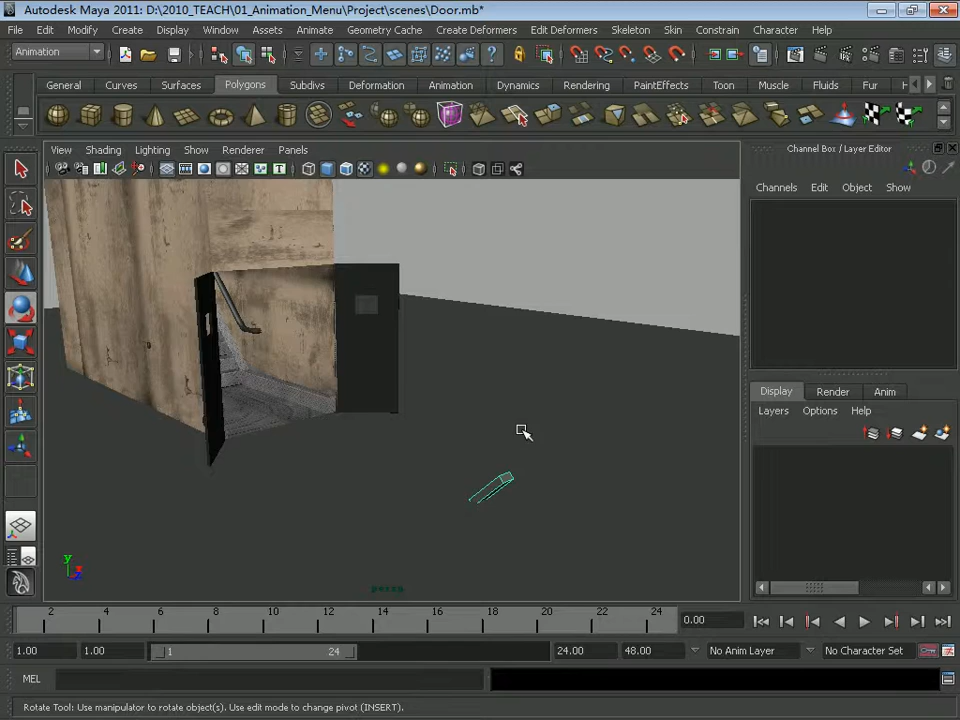 Autodesk Maya 2011: D:\2010_TEACH\01_Animation_Menu\Project\scenes\Door.mb*
File Edit Modify Create Display Window Assets Animate Geometry Cache Create Deformers Edit Deformers Skeleton Skin Constrain Character Help
Animation
General Curves Surfaces Polygons Subdivs Deformation Animation Dynamics Rendering PaintEffects Toon Muscle Fluids Fur H
View Shading Lighting Show Renderer Panels
Channel Box / Layer Editor
Channels Edit Object Show
Display Render Anim
Layers Options Help
y
z
persp
2 4 6 8 10 12 14 16 18 20 22 24 0.00
1.00 1.00 1 24 24.00 48.00 No Anim Layer No Character Set
MEL
Rotate Tool: Use manipulator to rotate object(s). Use edit mode to change pivot (INSERT).